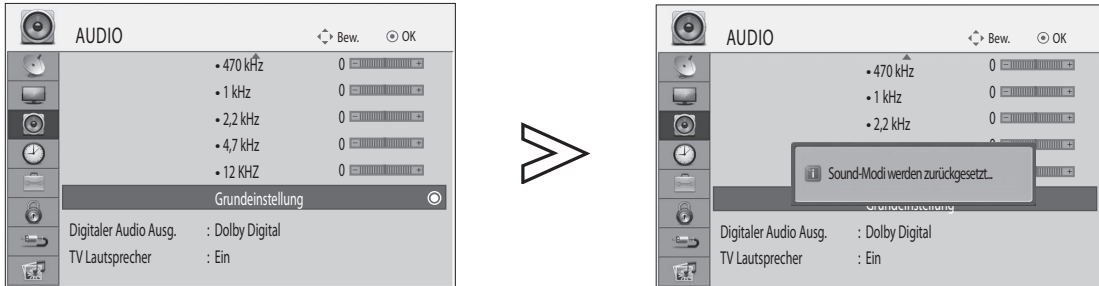 AUDIO Bew. OK
• 470 kHz 0 - +
• 1 kHz 0 - +
• 2,2 kHz 0 - +
• 4,7 kHz 0 - +
• 12 KHZ 0 - +
Grundeinstellung
Digitaler Audio Ausg. : Dolby Digital
TV Lautsprecher : Ein
AUDIO Bew. OK
• 470 kHz 0 - +
• 1 kHz 0 - +
• 2,2 kHz 0 - +
Sound-Modi werden zurückgesetzt...
Grundeinstellung
Digitaler Audio Ausg. : Dolby Digital
TV Lautsprecher : Ein